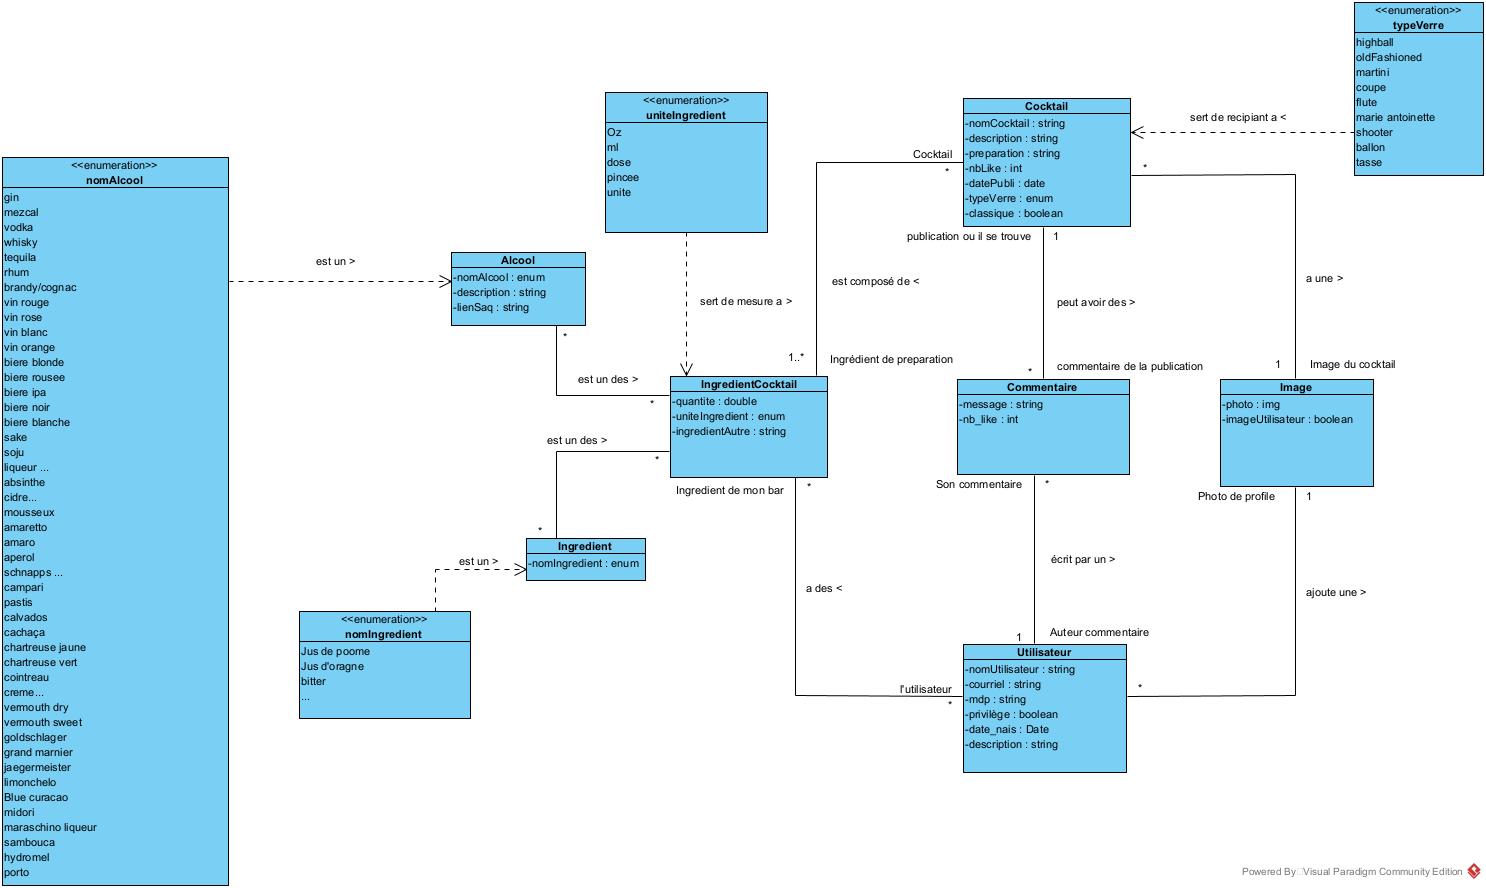 <<enumeration>>
typeVerre
highball
oldFashioned
martini
coupe
flute
marie antoinette
shooter
ballon
tasse
sert de recipiant a <
<<enumeration>>
uniteIngredient
Oz
ml
dose
pincee
unite
Cocktail
-nomCocktail : string
-description : string
-preparation : string
-nbLike : int
-datePubli : date
-typeVerre : enum
-classique : boolean
Cocktail
*
*
<<enumeration>>
nomAlcool
gin
mezcal
vodka
whisky
tequila
rhum
brandy/cognac
vin rouge
vin rose
vin blanc
vin orange
biere blonde
biere rousee
biere ipa
biere noir
biere blanche
sake
soju
liqueur ...
absinthe
cidre...
mousseux
amaretto
amaro
aperol
schnapps ...
campari
pastis
calvados
cachaça
chartreuse jaune
chartreuse vert
cointreau
creme...
vermouth dry
vermouth sweet
goldschlager
grand marnier
jaegermeister
limonchelo
Blue curacao
midori
maraschino liqueur
sambouca
hydromel
porto
est un >
Alcool
-nomAlcool : enum
-description : string
-lienSaq : string
*
est un des >
*
sert de mesure a >
est composé de <
publication ou il se trouve
1
peut avoir des >
a une >
1..*
Ingrédient de preparation
*
commentaire de la publication
1
Image du cocktail
IngredientCocktail
-quantite : double
-uniteIngredient : enum
-ingredientAutre : string
Commentaire
-message : string
-nb_like : int
Image
-photo : img
-imageUtilisateur : boolean
est un des >
*
*
Ingredient de mon bar
*
Son commentaire
*
Photo de profile
1
Ingredient
-nomIngredient : enum
est un >
<<enumeration>>
nomIngredient
Jus de poome
Jus d'oragne
bitter
...
a des <
écrit par un >
ajoute une >
1
Auteur commentaire
l'utilisateur
*
*
Utilisateur
-nomUtilisateur : string
-courriel : string
-mdp : string
-privilège : boolean
-date_nais : Date
-description : string
Powered By Visual Paradigm Community Edition